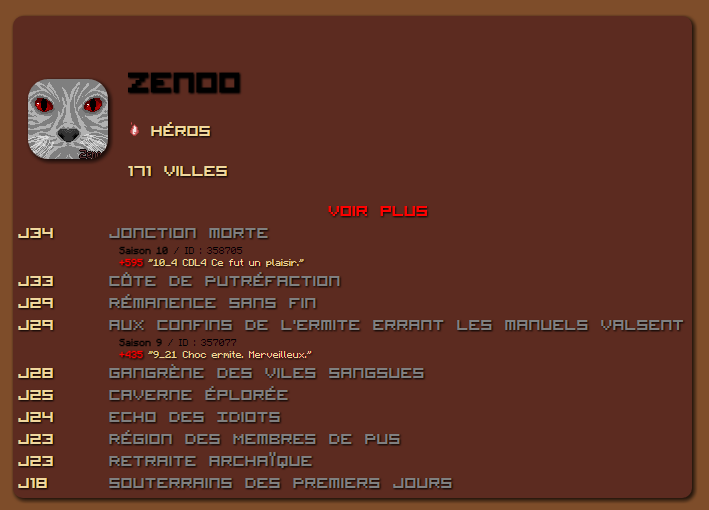 ZENOO
HÉROS
171 VILLES
VOIR PLUS
J34 JONCTION MORTE
Saison 10 / ID : 358705
+595 "10_4 CDL4 Ce fut un plaisir."
J33 CÔTE DE PUTRÉFACTION
J29 RÉMANENCE SANS FIN
J29 AUX CONFINS DE L'ERMITE ERRANT LES MANUELS VALSENT
Saison 9 / ID : 357077
+435 "9_21 Choc ermite. Merveilleux."
J28 GANGRÈNE DES VILES SANGSUES
J25 CAVERNE ÉPLORÉE
J24 ECHO DES IDIOTS
J23 RÉGION DES MEMBRES DE PUS
J23 RETRAITE ARCHAÏQUE
J18 SOUTERRAINS DES PREMIERS JOURS